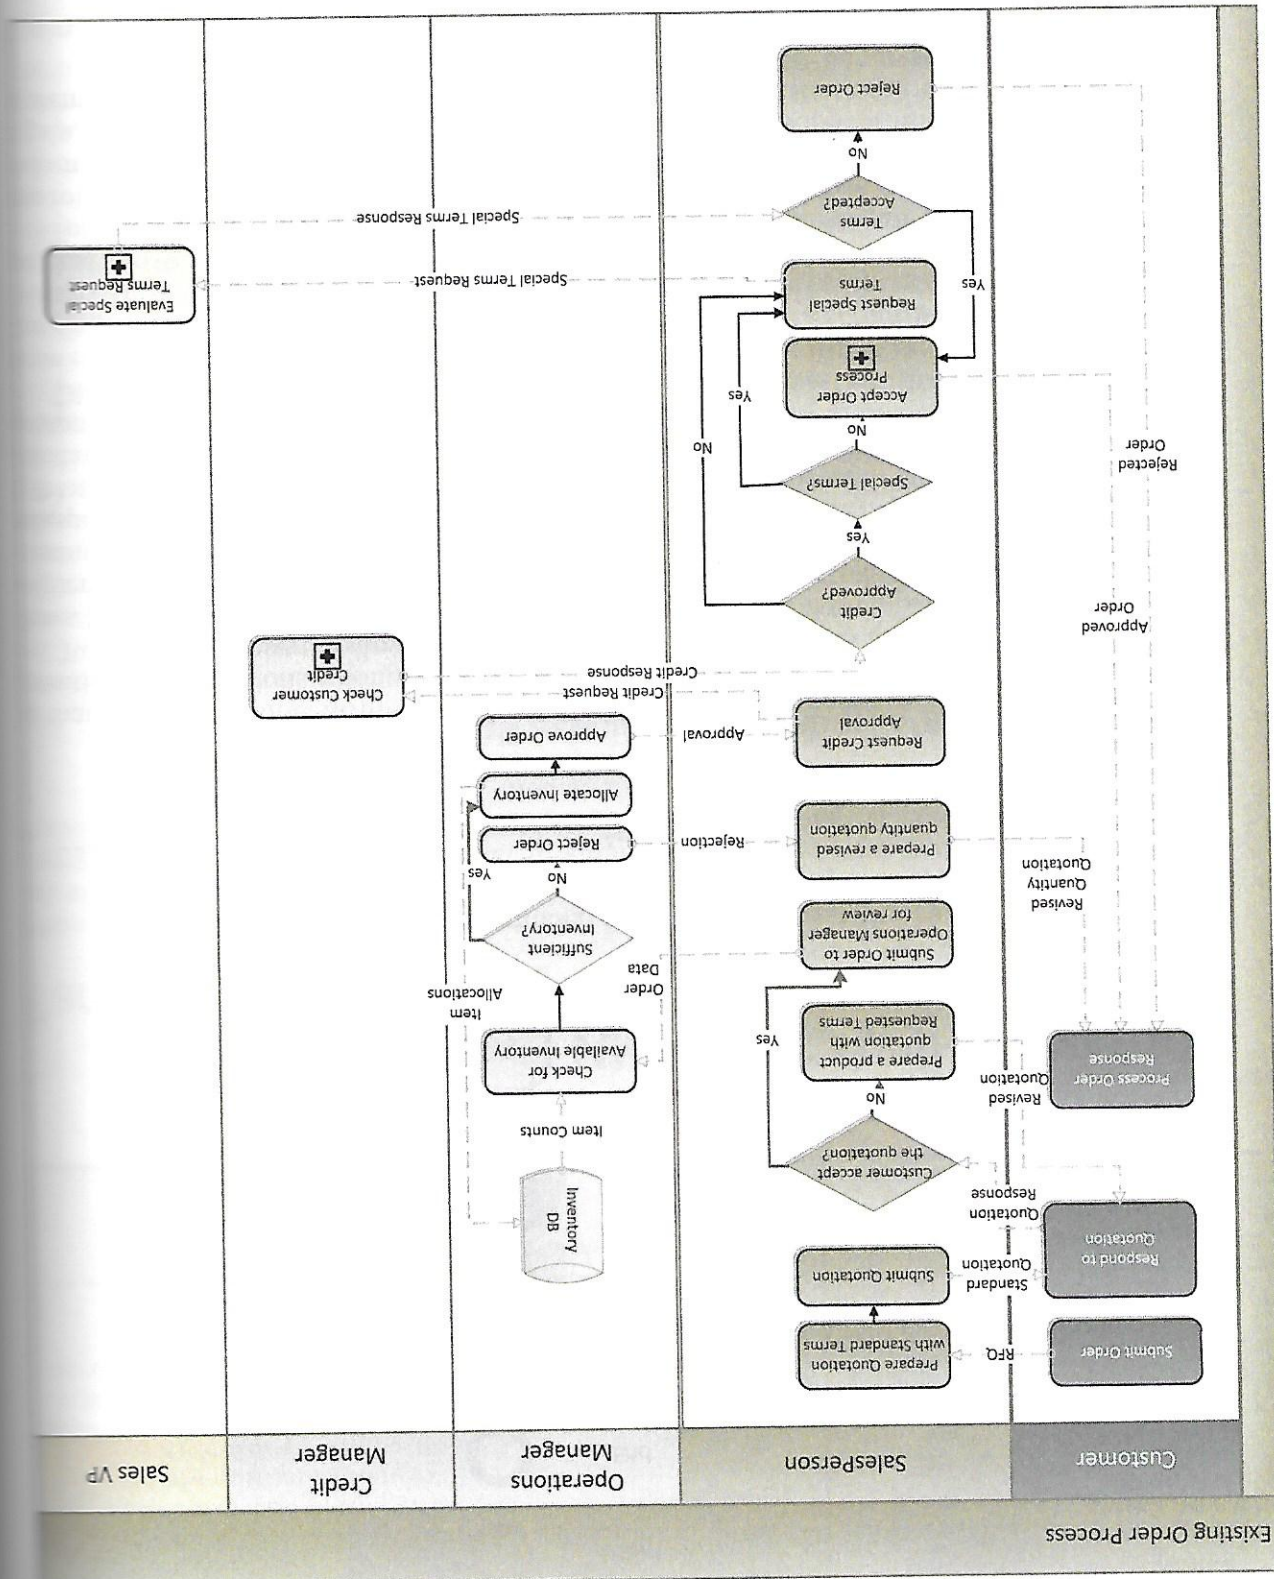 Existing Order Process
Customer
SalesPerson
Operations
Manager
Credit
Manager
Sales VP
Submit Order
RFQ
Prepare Quotation
with Standard Terms
Submit Quotation
Standard
Quotation
Respond to
Quotation
Quotation
Response
Customer accept
the quotation?
No
Yes
Prepare a product
quotation with
Requested Terms
Revised
Quotation
Submit Order to
Operations Manager
for review
Order
Data
Inventory
DB
Item Counts
Check for
Available Inventory
Item
Allocations
Sufficient
Inventory?
No
Yes
Reject Order
Rejection
Prepare a revised
quantity quotation
Revised
Quantity
Quotation
Process Order
Response
Allocate Inventory
Approve Order
Approval
Request Credit
Approval
Credit Request
Credit Response
Check Customer
Credit
Credit
Approved?
Yes
No
Special Terms?
No
Yes
Accept Order
Process
Approved
Order
Request Special
Terms
Special Terms Request
Evaluate Special
Terms Request
Special Terms Response
Terms
Accepted?
Yes
No
Reject Order
Rejected
Order